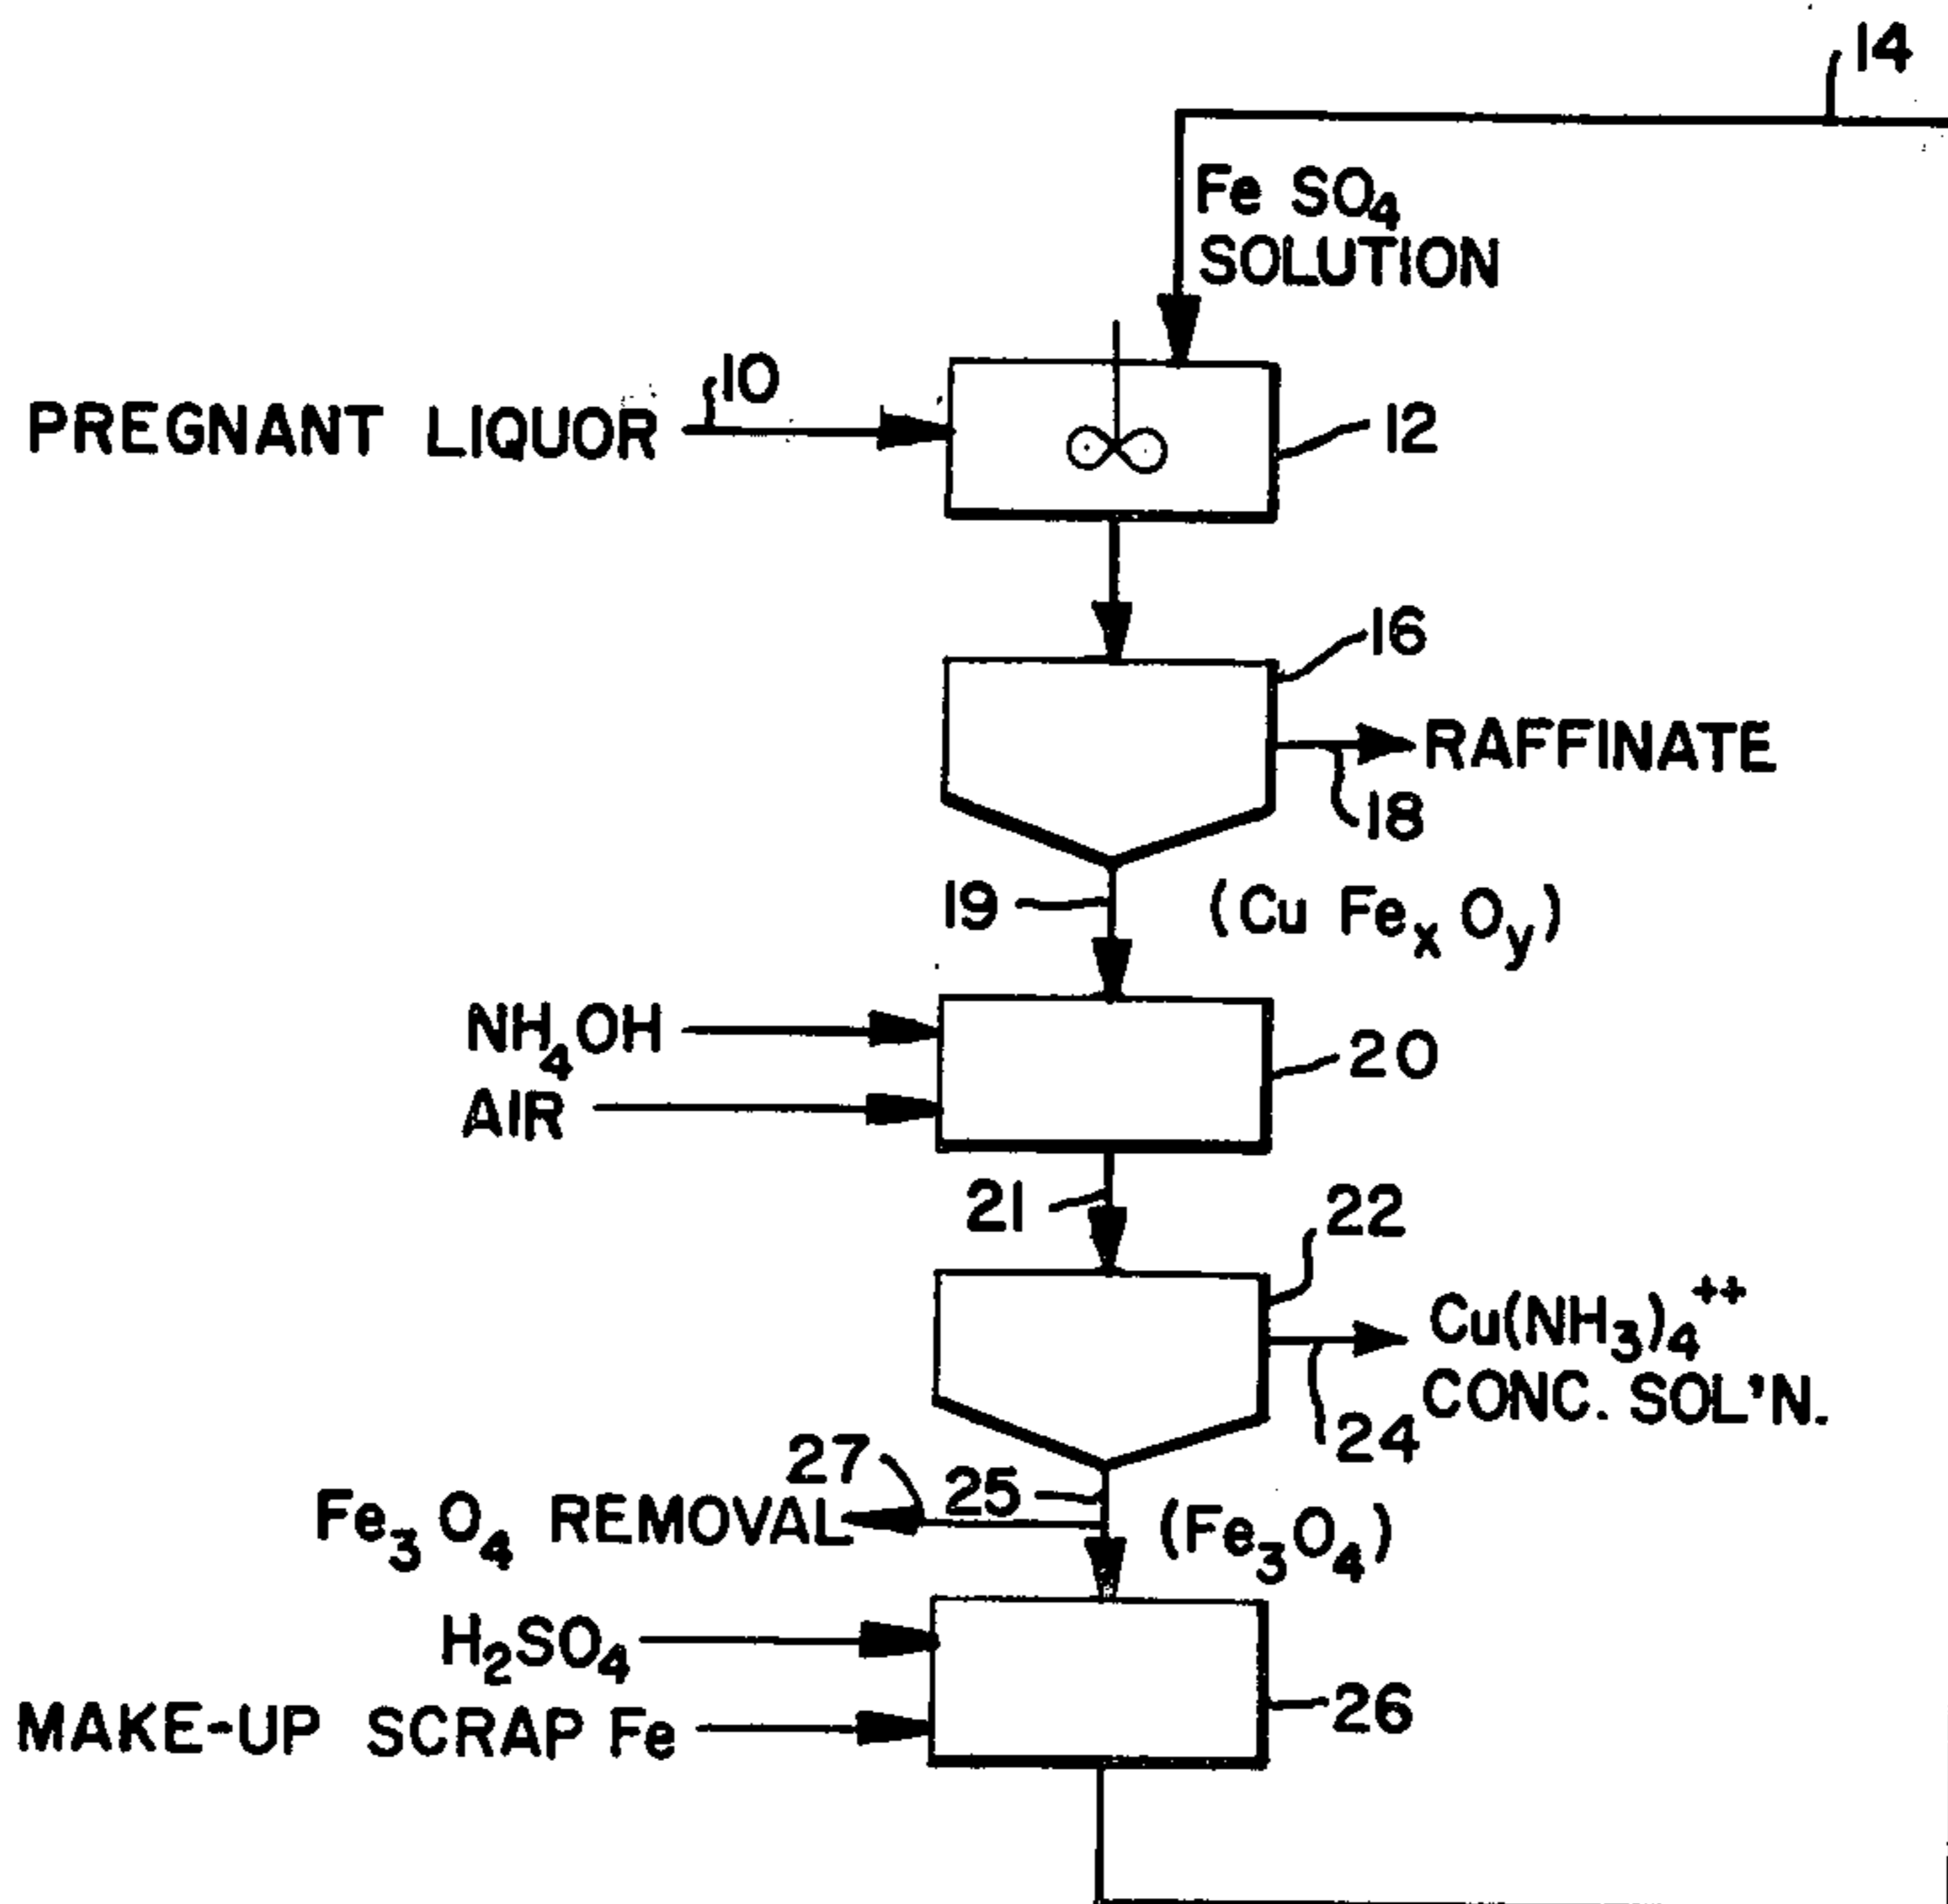 14
Fe SO4
SOLUTION
10
PREGNANT LIQUOR
12
16
RAFFINATE
18
19
(Cu Fex Oy)
NH4OH
20
AIR
21
22
Cu(NH3)4++
CONC. SOL'N.
24
27
25
Fe3 O4 REMOVAL
(Fe3O4)
H2SO4
26
MAKE-UP SCRAP Fe